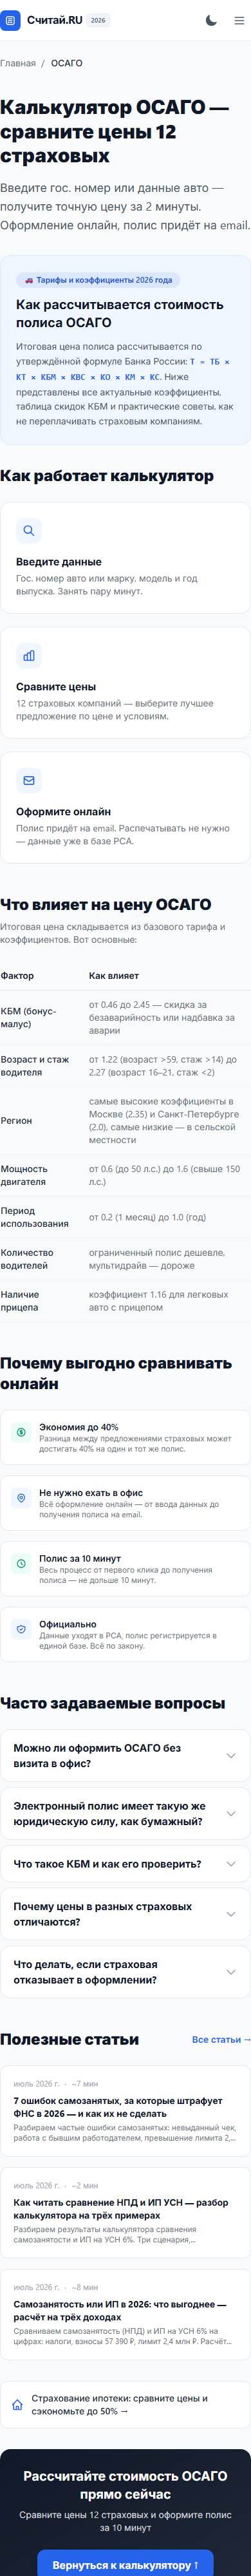 Считай.RU 2026
Главная / ОСАГО
Калькулятор ОСАГО —
сравните цены 12
страховых
Введите гос. номер или данные авто —
получите точную цену за 2 минуты.
Оформление онлайн, полис придёт на email.
Тарифы и коэффициенты 2026 года
Как рассчитывается стоимость
полиса ОСАГО
Итоговая цена полиса рассчитывается по
утверждённой формуле Банка России: Т = ТБ ×
КТ × КБМ × КВС × КО × КМ × КС. Ниже
представлены все актуальные коэффициенты,
таблица скидок КБМ и практические советы, как
не переплачивать страховым компаниям.
Как работает калькулятор
Введите данные
Гос. номер авто или марку, модель и год
выпуска. Занять пару минут.
Сравните цены
12 страховых компаний — выберите лучшее
предложение по цене и условиям.
Оформите онлайн
Полис придёт на email. Распечатывать не нужно
— данные уже в базе РСА.
Что влияет на цену ОСАГО
Итоговая цена складывается из базового тарифа и
коэффициентов. Вот основные:
Фактор Как влияет
КБМ (бонус-
малус)
от 0.46 до 2.45 — скидка за
безаварийность или надбавка за
аварии
Возраст и стаж
водителя
от 1.22 (возраст >59, стаж >14) до
2.27 (возраст 16–21, стаж <2)
Регион
самые высокие коэффициенты в
Москве (2.35) и Санкт-Петербурге
(2.0), самые низкие — в сельской
местности
Мощность
двигателя
от 0.6 (до 50 л.с.) до 1.6 (свыше 150
л.с.)
Период
использования
от 0.2 (1 месяц) до 1.0 (год)
Количество
водителей
ограниченный полис дешевле,
мультидрайв — дороже
Наличие
прицепа
коэффициент 1.16 для легковых
авто с прицепом
Почему выгодно сравнивать
онлайн
Экономия до 40%
Разница между предложениями страховых может
достигать 40% на один и тот же полис.
Не нужно ехать в офис
Всё оформление онлайн — от ввода данных до
получения полиса на email.
Полис за 10 минут
Весь процесс от первого клика до получения
полиса — не дольше 10 минут.
Официально
Данные уходят в РСА, полис регистрируется в
единой базе. Всё по закону.
Часто задаваемые вопросы
Можно ли оформить ОСАГО без
визита в офис?
Электронный полис имеет такую же
юридическую силу, как бумажный?
Что такое КБМ и как его проверить?
Почему цены в разных страховых
отличаются?
Что делать, если страховая
отказывает в оформлении?
Полезные статьи Все статьи →
июль 2026 г. · ~7 мин
7 ошибок самозанятых, за которые штрафует
ФНС в 2026 — и как их не сделать
Разбираем частые ошибки самозанятых: невыданный чек,
работа с бывшим работодателем, превышение лимита 2,...
июль 2026 г. · ~2 мин
Как читать сравнение НПД и ИП УСН — разбор
калькулятора на трёх примерах
Разбираем результаты калькулятора сравнения
самозанятости и ИП на УСН 6%. Три сценария,...
июль 2026 г. · ~8 мин
Самозанятость или ИП в 2026: что выгоднее —
расчёт на трёх доходах
Сравниваем самозанятость (НПД) и ИП на УСН 6% на
цифрах: налоги, взносы 57 390 ₽, лимит 2,4 млн ₽. Расчёт...
Страхование ипотеки: сравните цены и
сэкономьте до 50% →
Рассчитайте стоимость ОСАГО
прямо сейчас
Сравните цены 12 страховых и оформите полис
за 10 минут
Вернуться к калькулятору ↑